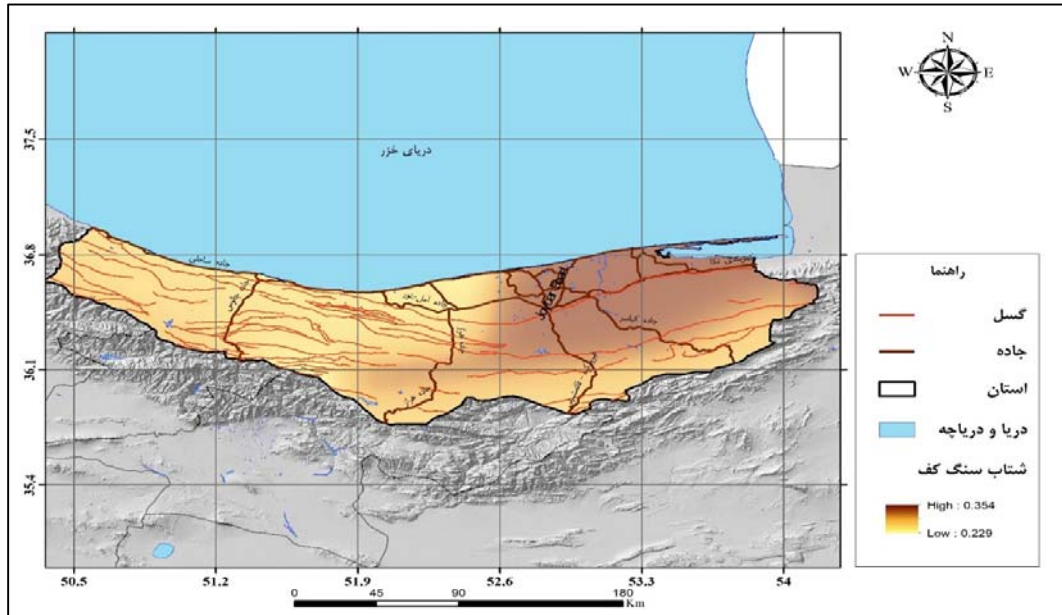 N
W E
S
37.5
36.8
36.1
35.4
دریای خزر
جاده ساحلی
راهنما
گسل
جاده
استان
دریا و دریاچه
شتاب سنگ کف
High : 0.354
Low : 0.229
50.5 51.2 51.9 52.6 53.3 54
0 45 90 180
Km